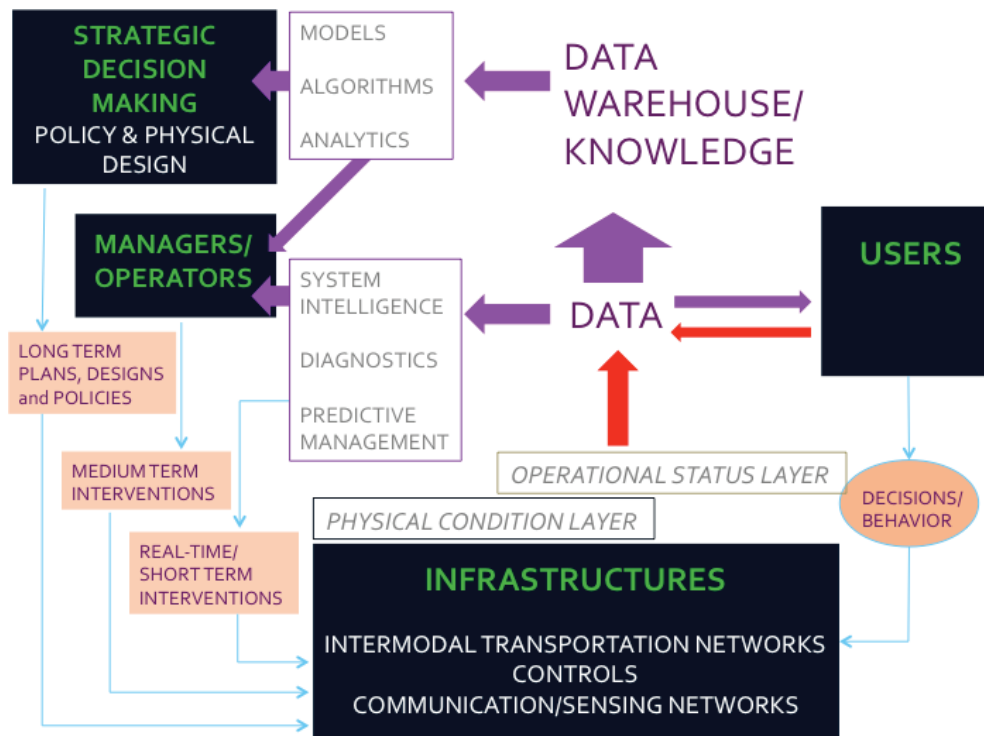 STRATEGIC
DECISION
MAKING
POLICY & PHYSICAL
DESIGN
MODELS
ALGORITHMS
ANALYTICS
DATA
WAREHOUSE/
KNOWLEDGE
MANAGERS/
OPERATORS
SYSTEM
INTELLIGENCE
DIAGNOSTICS
PREDICTIVE
MANAGEMENT
DATA
USERS
LONG TERM
PLANS, DESIGNS
and POLICIES
MEDIUM TERM
INTERVENTIONS
REAL-TIME/
SHORT TERM
INTERVENTIONS
OPERATIONAL STATUS LAYER
PHYSICAL CONDITION LAYER
DECISIONS/
BEHAVIOR
INFRASTRUCTURES
INTERMODAL TRANSPORTATION NETWORKS
CONTROLS
COMMUNICATION/SENSING NETWORKS